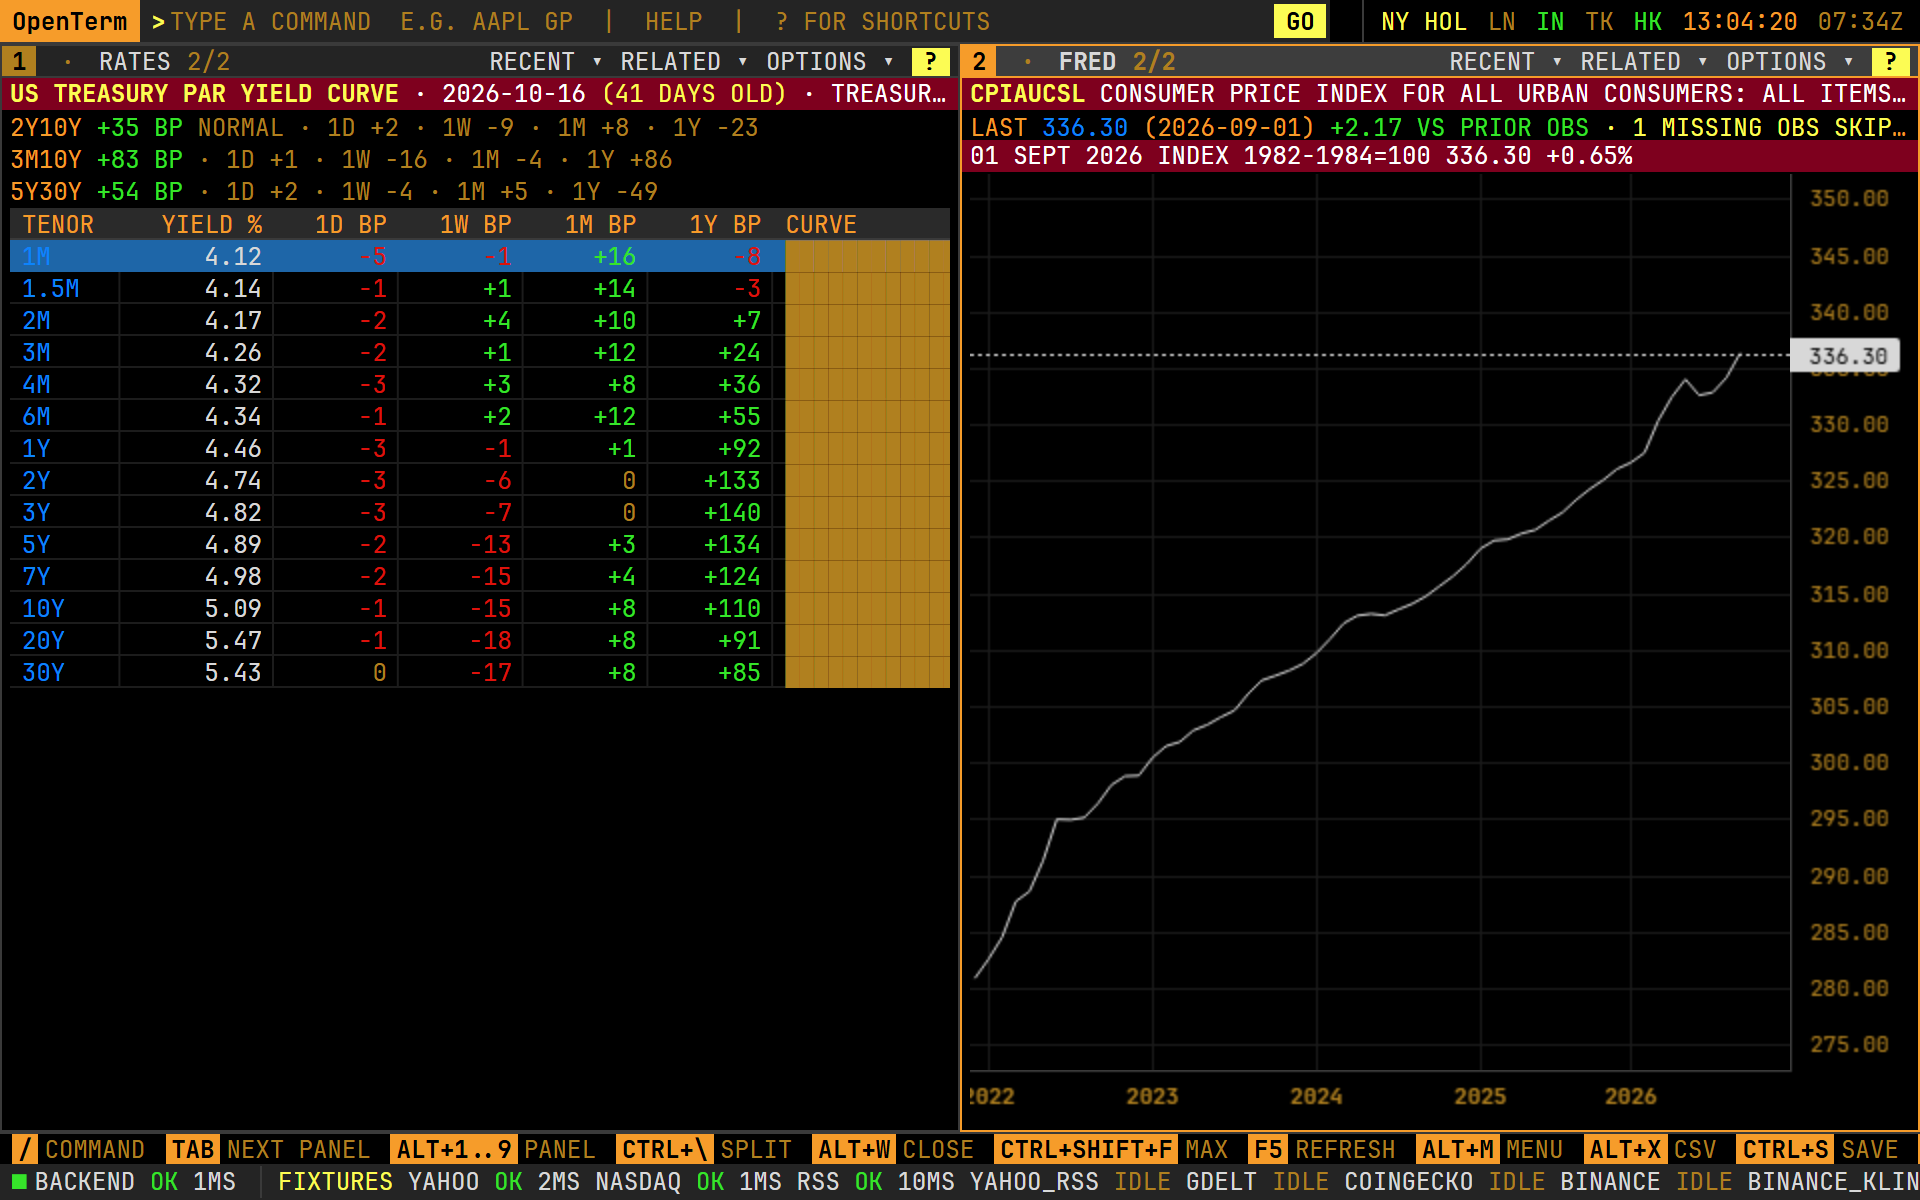 OpenTerm >TYPE A COMMAND E.G. AAPL GP | HELP | ? FOR SHORTCUTS GO NY HOL LN IN TK HK 13:04:20 07:34Z
1 · RATES 2/2 RECENT ▾ RELATED ▾ OPTIONS ▾ ?
US TREASURY PAR YIELD CURVE · 2026-10-16 (41 DAYS OLD) · TREASUR…
2Y10Y +35 BP NORMAL · 1D +2 · 1W -9 · 1M +8 · 1Y -23
3M10Y +83 BP · 1D +1 · 1W -16 · 1M -4 · 1Y +86
5Y30Y +54 BP · 1D +2 · 1W -4 · 1M +5 · 1Y -49
TENOR YIELD % 1D BP 1W BP 1M BP 1Y BP CURVE
1M 4.12 -5 -1 +16 -8
1.5M 4.14 -1 +1 +14 -3
2M 4.17 -2 +4 +10 +7
3M 4.26 -2 +1 +12 +24
4M 4.32 -3 +3 +8 +36
6M 4.34 -1 +2 +12 +55
1Y 4.46 -3 -1 +1 +92
2Y 4.74 -3 -6 0 +133
3Y 4.82 -3 -7 0 +140
5Y 4.89 -2 -13 +3 +134
7Y 4.98 -2 -15 +4 +124
10Y 5.09 -1 -15 +8 +110
20Y 5.47 -1 -18 +8 +91
30Y 5.43 0 -17 +8 +85
2 · FRED 2/2 RECENT ▾ RELATED ▾ OPTIONS ▾ ?
CPIAUCSL CONSUMER PRICE INDEX FOR ALL URBAN CONSUMERS: ALL ITEMS…
LAST 336.30 (2026-09-01) +2.17 VS PRIOR OBS · 1 MISSING OBS SKIP…
01 SEPT 2026 INDEX 1982-1984=100 336.30 +0.65%
350.00
345.00
340.00
336.30
330.00
325.00
320.00
315.00
310.00
305.00
300.00
295.00
290.00
285.00
280.00
275.00
2022 2023 2024 2025 2026
/ COMMAND TAB NEXT PANEL ALT+1..9 PANEL CTRL+\ SPLIT ALT+W CLOSE CTRL+SHIFT+F MAX F5 REFRESH ALT+M MENU ALT+X CSV CTRL+S SAVE
BACKEND OK 1MS FIXTURES YAHOO OK 2MS NASDAQ OK 1MS RSS OK 10MS YAHOO_RSS IDLE GDELT IDLE COINGECKO IDLE BINANCE IDLE BINANCE_KLIN